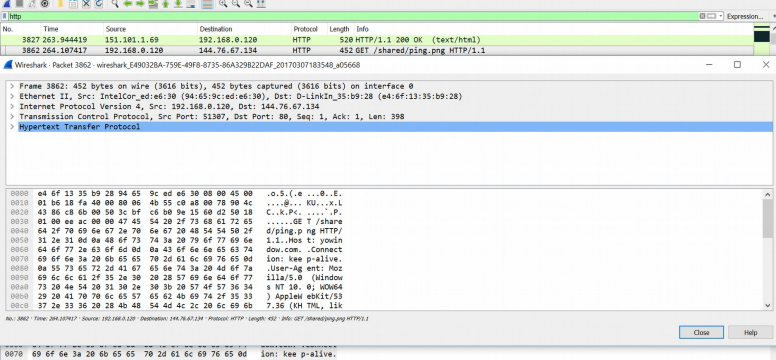 http
Expression...
No. Time Source Destination Protocol Length Info
3827 263.944419 151.101.1.69 192.168.0.120 HTTP 520 HTTP/1.1 200 OK (text/html)
3862 264.107417 192.168.0.120 144.76.67.134 HTTP 452 GET /shared/ping.png HTTP/1.1
Wireshark · Packet 3862 · wireshark_E49032BA-759E-49F8-8735-86A329B22DAF_20170307183548_a05668
Frame 3862: 452 bytes on wire (3616 bits), 452 bytes captured (3616 bits) on interface 0
Ethernet II, Src: IntelCor_ed:e6:30 (94:65:9c:ed:e6:30), Dst: D-LinkIn_35:b9:28 (e4:6f:13:35:b9:28)
Internet Protocol Version 4, Src: 192.168.0.120, Dst: 144.76.67.134
Transmission Control Protocol, Src Port: 51307, Dst Port: 80, Seq: 1, Ack: 1, Len: 398
Hypertext Transfer Protocol
0000 e4 6f 13 35 b9 28 94 65 9c ed e6 30 08 00 45 00 .o.5.(.e ...0..E.
0010 01 b6 18 fa 40 00 80 06 4b 55 c0 a8 00 78 90 4c ....@... KU...x.L
0020 43 86 c8 6b 00 50 3c bf c6 b0 9e 15 60 d2 50 18 C..k.P<. ....`.P.
0030 01 00 ee ac 00 00 47 45 54 20 2f 73 68 61 72 65 ......GE T /share
0040 64 2f 70 69 6e 67 2e 70 6e 67 20 48 54 54 50 2f d/ping.p ng HTTP/
0050 31 2e 31 0d 0a 48 6f 73 74 3a 20 79 6f 77 69 6e 1.1..Hos t: yowin
0060 64 6f 77 2e 63 6f 6d 0d 0a 43 6f 6e 6e 65 63 74 dow.com. .Connect
0070 69 6f 6e 3a 20 6b 65 65 70 2d 61 6c 69 76 65 0d ion: kee p-alive.
0080 0a 55 73 65 72 2d 41 67 65 6e 74 3a 20 4d 6f 7a .User-Ag ent: Moz
0090 69 6c 6c 61 2f 35 2e 30 20 28 57 69 6e 64 6f 77 illa/5.0 (Window
00a0 73 20 4e 54 20 31 30 2e 30 3b 20 57 4f 57 36 34 s NT 10. 0; WOW64
00b0 29 20 41 70 70 6c 65 57 65 62 4b 69 74 2f 35 33 ) AppleW ebKit/53
00c0 37 2e 33 36 20 28 4b 48 54 4d 4c 2c 20 6c 69 6b 7.36 (KH TML, lik
No.: 3862 · Time: 264.107417 · Source: 192.168.0.120 · Destination: 144.76.67.134 · Protocol: HTTP · Length: 452 · Info: GET /shared/ping.png HTTP/1.1
Close Help
0070 69 6f 6e 3a 20 6b 65 65 70 2d 61 6c 69 76 65 0d ion: kee p-alive.